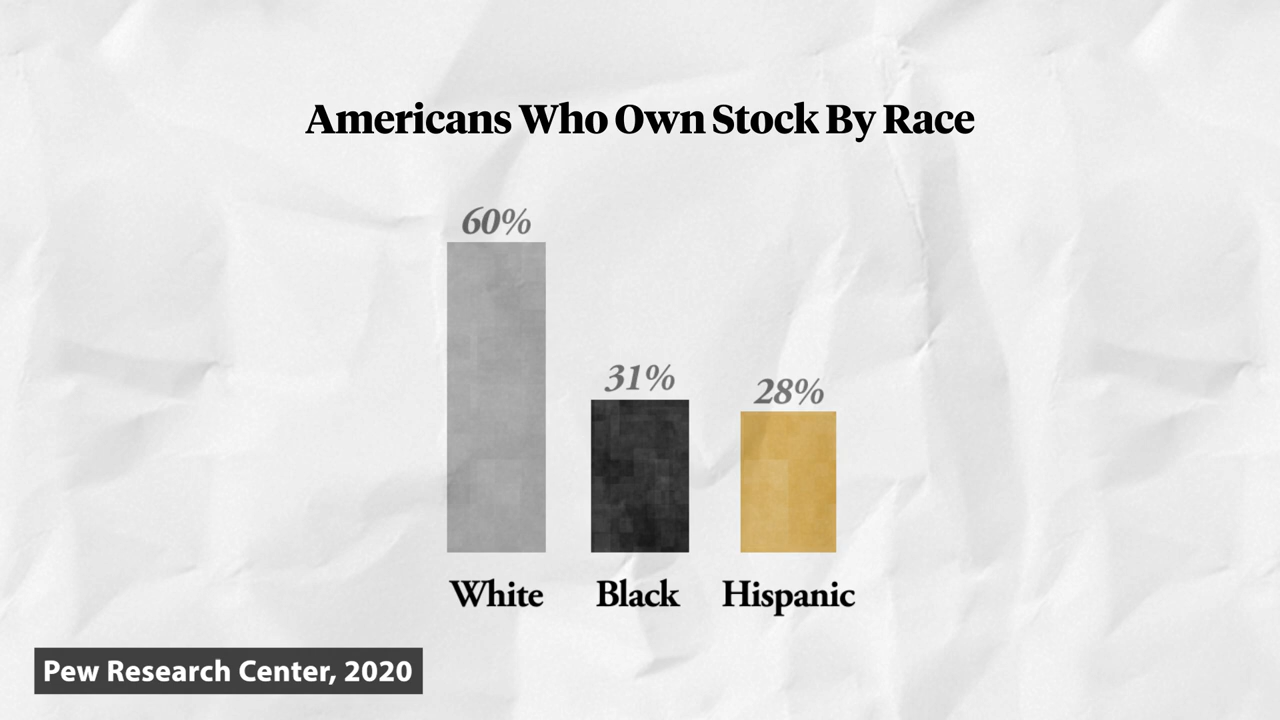 Americans Who Own Stock By Race
60%
31%
28%
White Black Hispanic
Pew Research Center, 2020